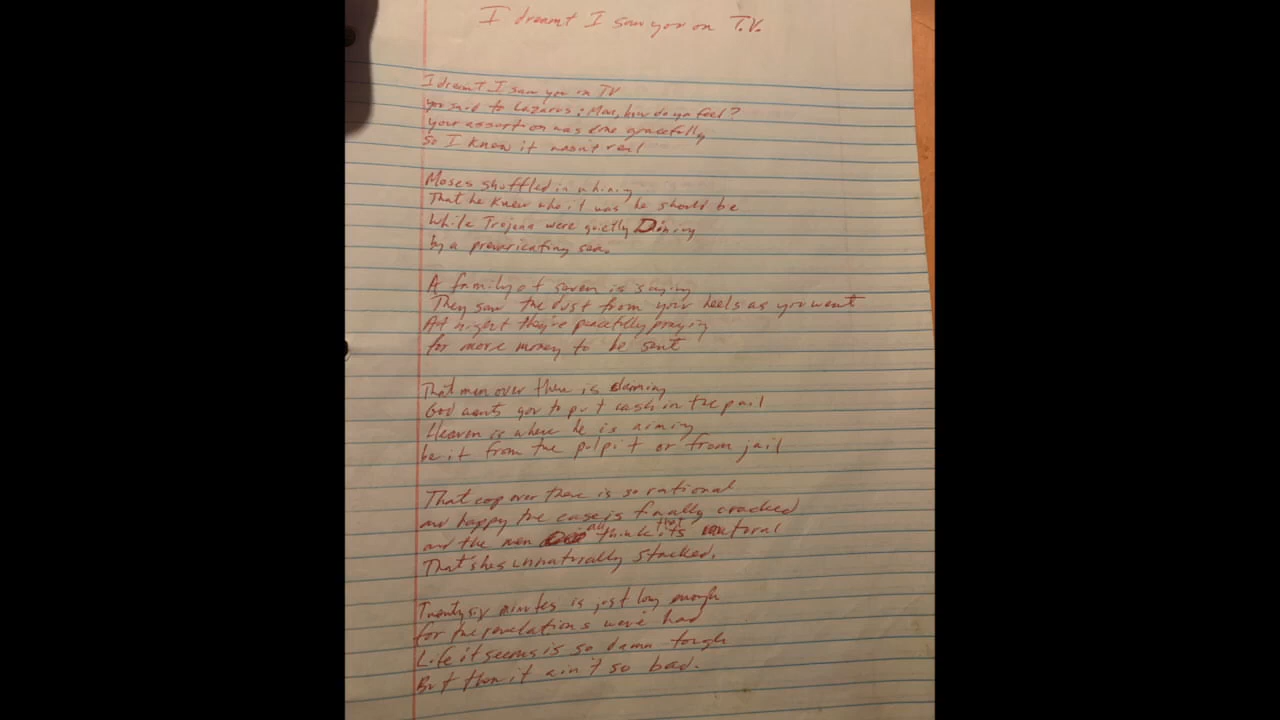 I dreamt I saw you on T.V.
I dreamt I saw you on TV
you said to Lazarus: Man, how do ya feel?
your assertion was done gracefully
So I knew it wasn't real
Moses shuffled in whining
That he knew who it was he should be
While Trojans were quietly Dining
by a prevaricating sea.
A family of seven is saying
They saw the dust from your heels as you went
At night they're peacefully praying
for more money to be sent
That man over there is claiming
God wants you to put cash in the pail
Heaven is where he is aiming
be it from the pulpit or from jail
That cop over there is so rational
and happy the case is finally cracked
and the men all think that its natural
That shes unnaturally stacked.
Twenty six minutes is just long enough
for the revelations we've had
Life it seems is so damn tough
But then it ain't so bad.